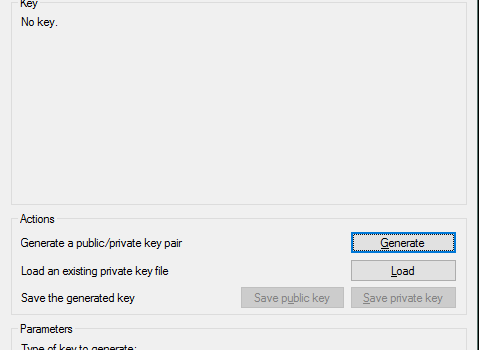 Key
No key.
Actions
Generate a public/private key pair
Generate
Load an existing private key file
Load
Save the generated key
Save public key
Save private key
Parameters
Type of key to generate: